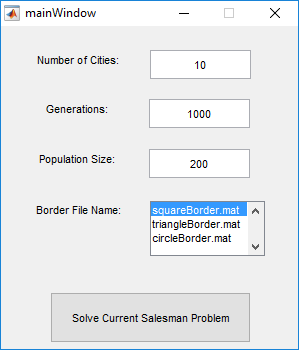 mainWindow
Number of Cities:
10
Generations:
1000
Population Size:
200
Border File Name:
squareBorder.mat
triangleBorder.mat
circleBorder.mat
Solve Current Salesman Problem